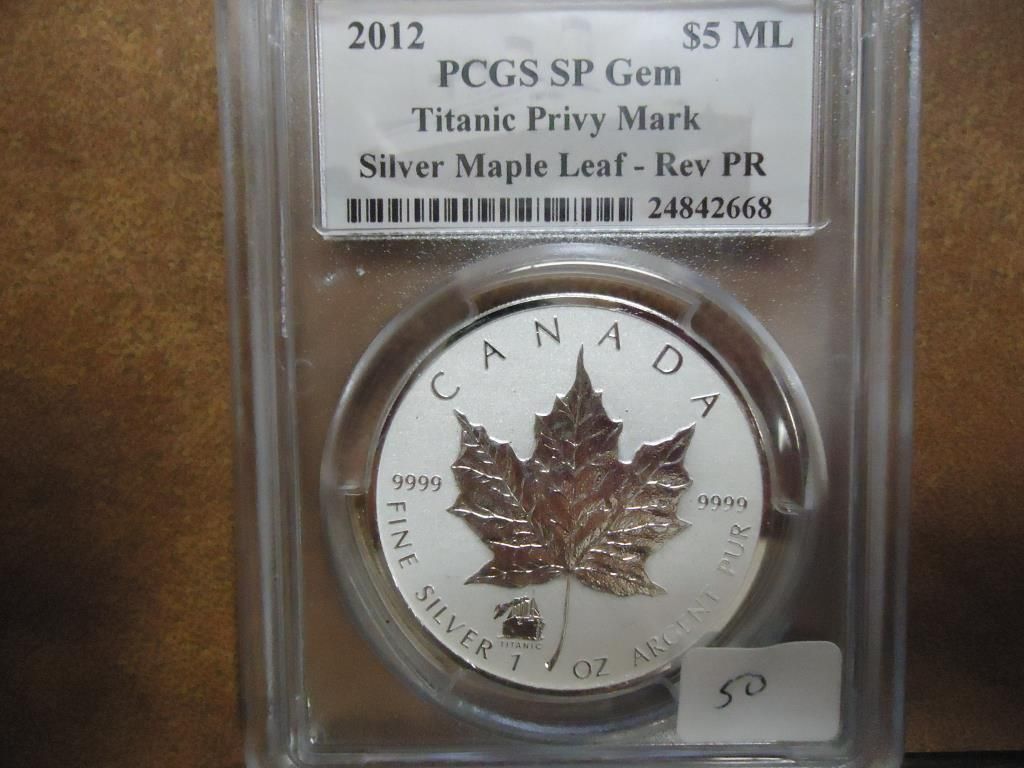 2012 $5 ML
PCGS SP Gem
Titanic Privy Mark
Silver Maple Leaf - Rev PR
24842668
CANADA
9999 9999
FINE SILVER 1 OZ ARGENT PUR
TITANIC
50